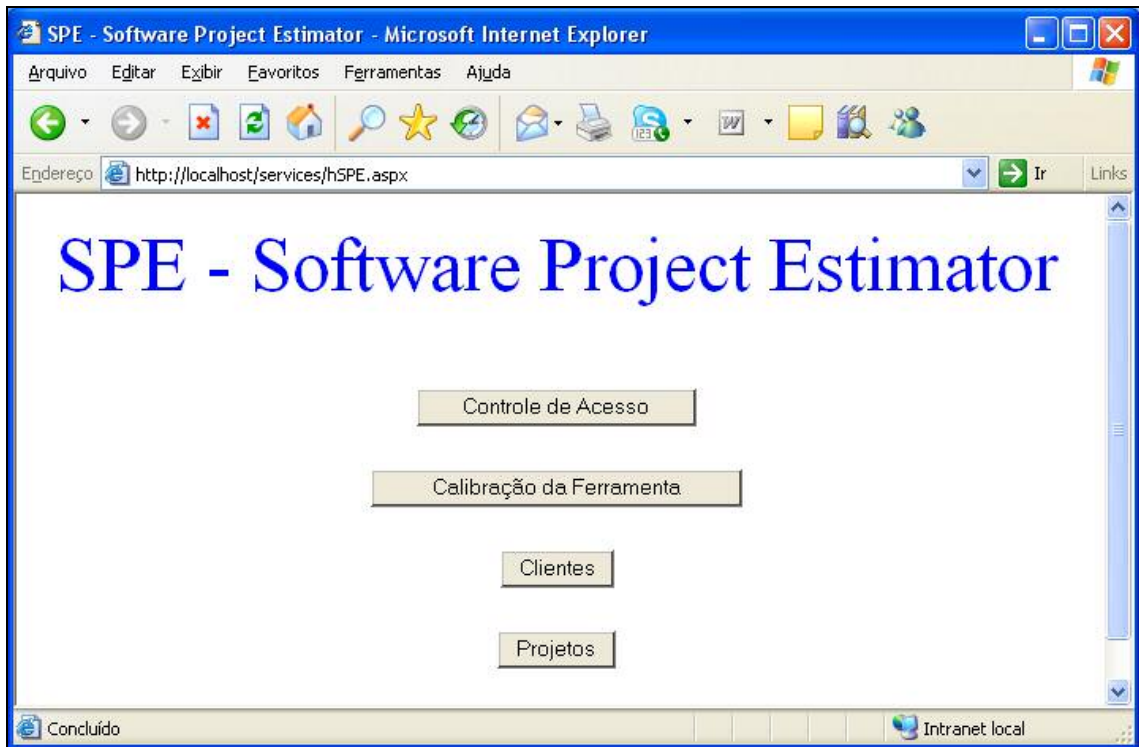 SPE - Software Project Estimator - Microsoft Internet Explorer
Arquivo Editar Exibir Favoritos Ferramentas Ajuda
123 W
Endereço http://localhost/services/hSPE.aspx Ir Links
SPE - Software Project Estimator
Controle de Acesso
Calibração da Ferramenta
Clientes
Projetos
Concluído Intranet local